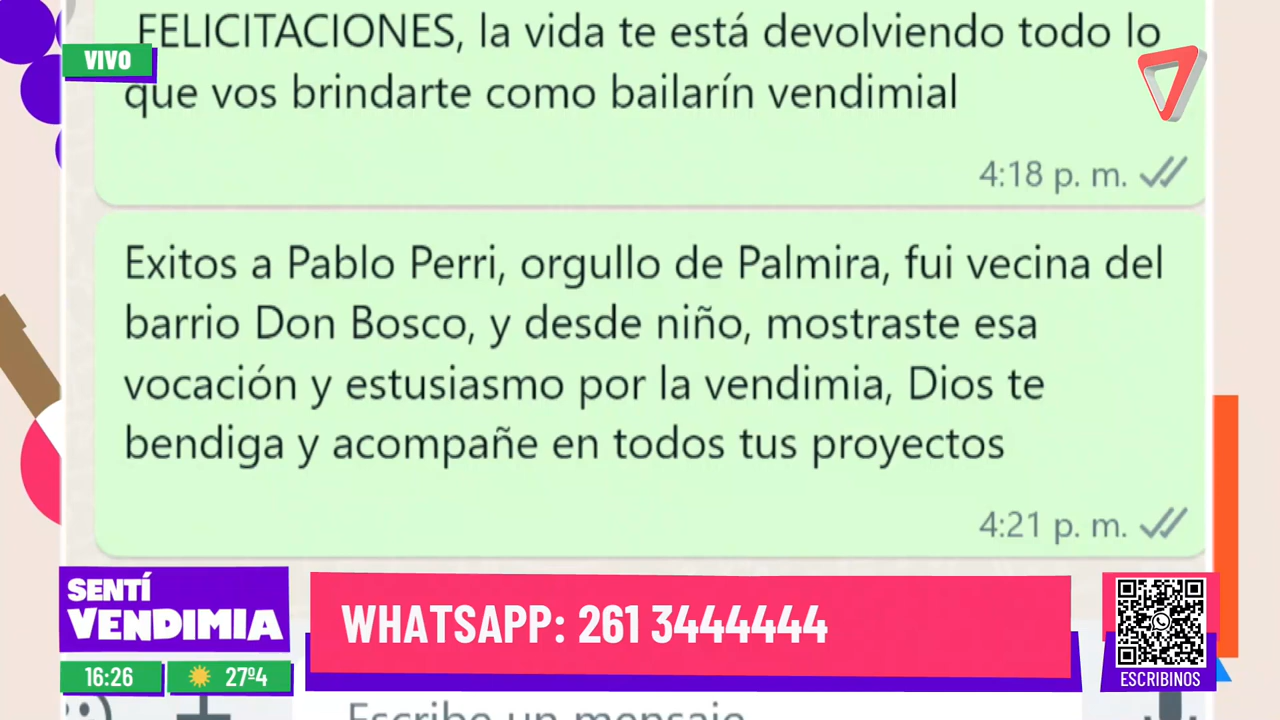 FELICITACIONES, la vida te está devolviendo todo lo
que vos brindarte como bailarín vendimial
4:18 p. m.
Exitos a Pablo Perri, orgullo de Palmira, fui vecina del
barrio Don Bosco, y desde niño, mostraste esa
vocación y estusiasmo por la vendimia, Dios te
bendiga y acompañe en todos tus proyectos
4:21 p. m.
VIVO
SENTÍ
VENDIMIA
WHATSAPP: 261 3444444
16:26
27º4
ESCRIBINOS
Escribe un mensaje